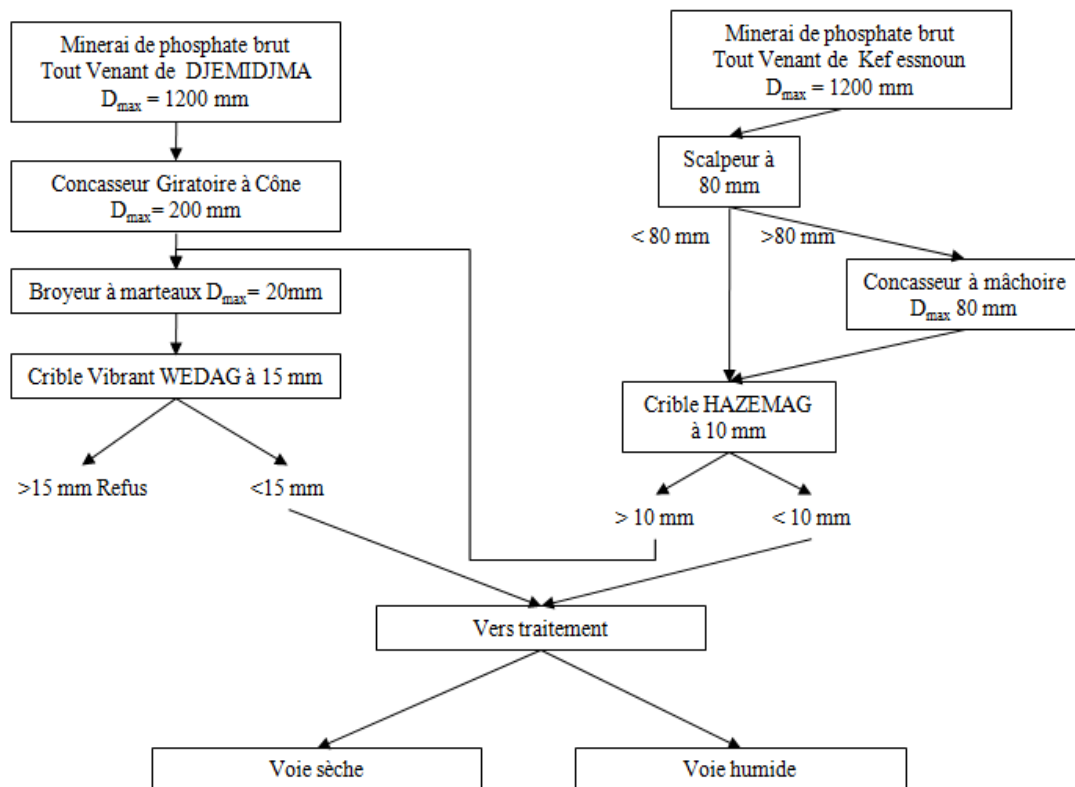 Minerai de phosphate brut
Tout Venant de DJEMIDJMA
Dmax = 1200 mm
Concasseur Giratoire à Cône
Dmax= 200 mm
Broyeur à marteaux Dmax= 20mm
Crible Vibrant WEDAG à 15 mm
>15 mm Refus
<15 mm
Minerai de phosphate brut
Tout Venant de Kef essnoun
Dmax = 1200 mm
Scalpeur à
80 mm
< 80 mm
>80 mm
Concasseur à mâchoire
Dmax 80 mm
Crible HAZEMAG
à 10 mm
> 10 mm
< 10 mm
Vers traitement
Voie sèche
Voie humide